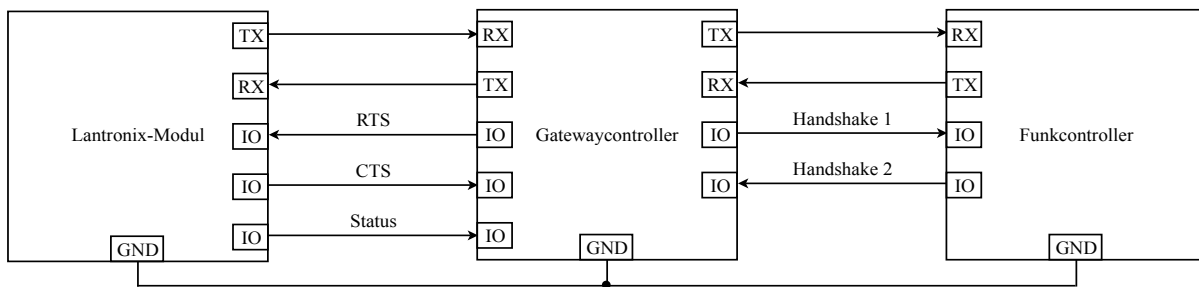 TX RX TX RX
RX TX RX TX
RTS
Handshake 1
IO IO IO IO
Lantronix-Modul Gatewaycontroller Funkcontroller
CTS
Handshake 2
IO IO IO IO
Status
IO IO
GND GND GND